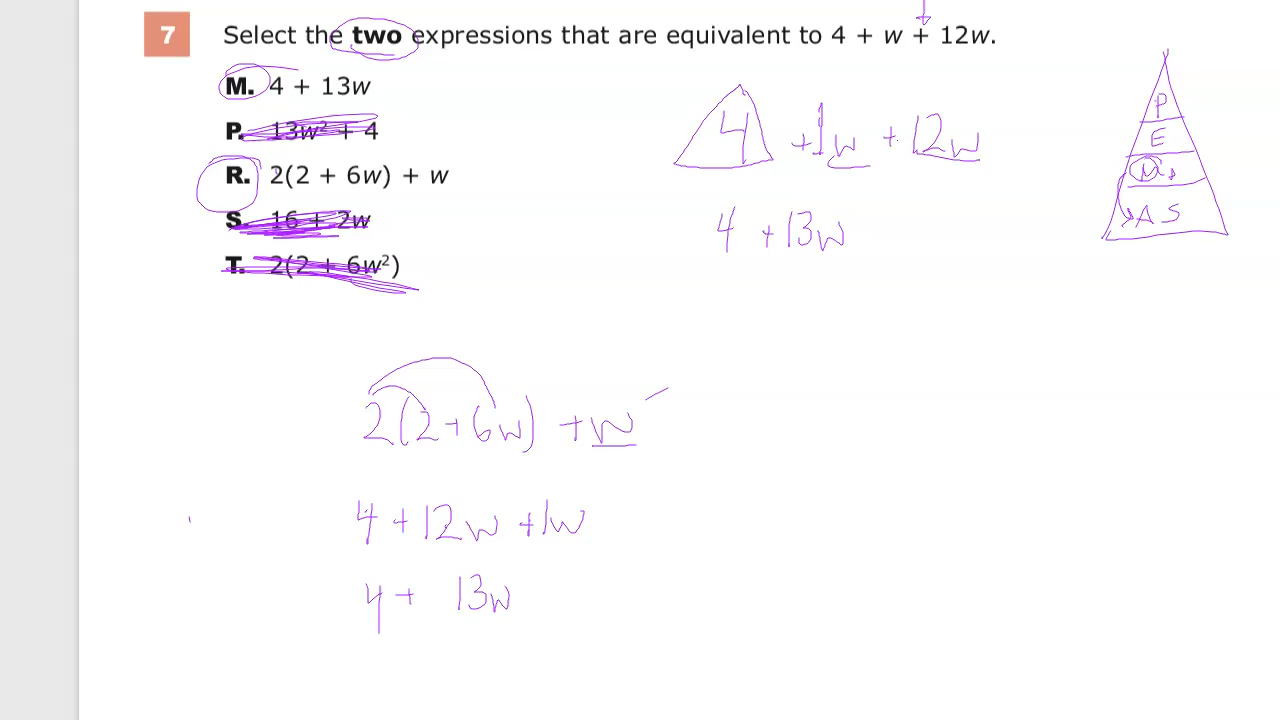 7 Select the two expressions that are equivalent to 4 + w + 12w.
M. 4 + 13w
P. 13w² + 4
R. 2(2 + 6w) + w
S. 16 + 2w
T. 2(2 + 6w²)
4 + 1w + 12w
4 + 13w
P
E
M
A S
2(2 + 6w) + w
4 + 12w + 1w
4 + 13w